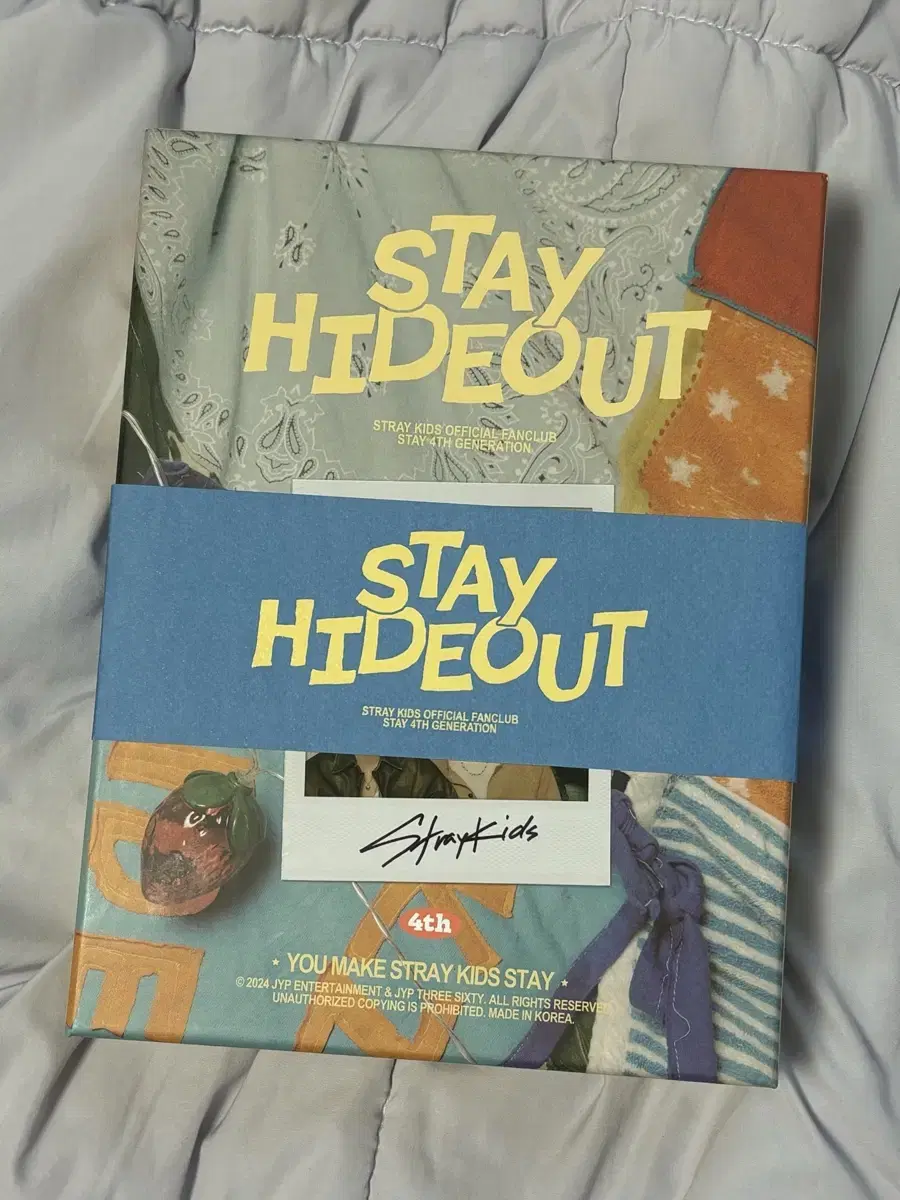 STAY
HIDEOUT
STRAY KIDS OFFICIAL FANCLUB
STAY 4TH GENERATION
STAY
HIDEOUT
STRAY KIDS OFFICIAL FANCLUB
STAY 4TH GENERATION
StrayKids
4th
YOU MAKE STRAY KIDS STAY
© 2024 JYP ENTERTAINMENT & JYP THREE SIXTY. ALL RIGHTS RESERVED
UNAUTHORIZED COPYING IS PROHIBITED. MADE IN KOREA.